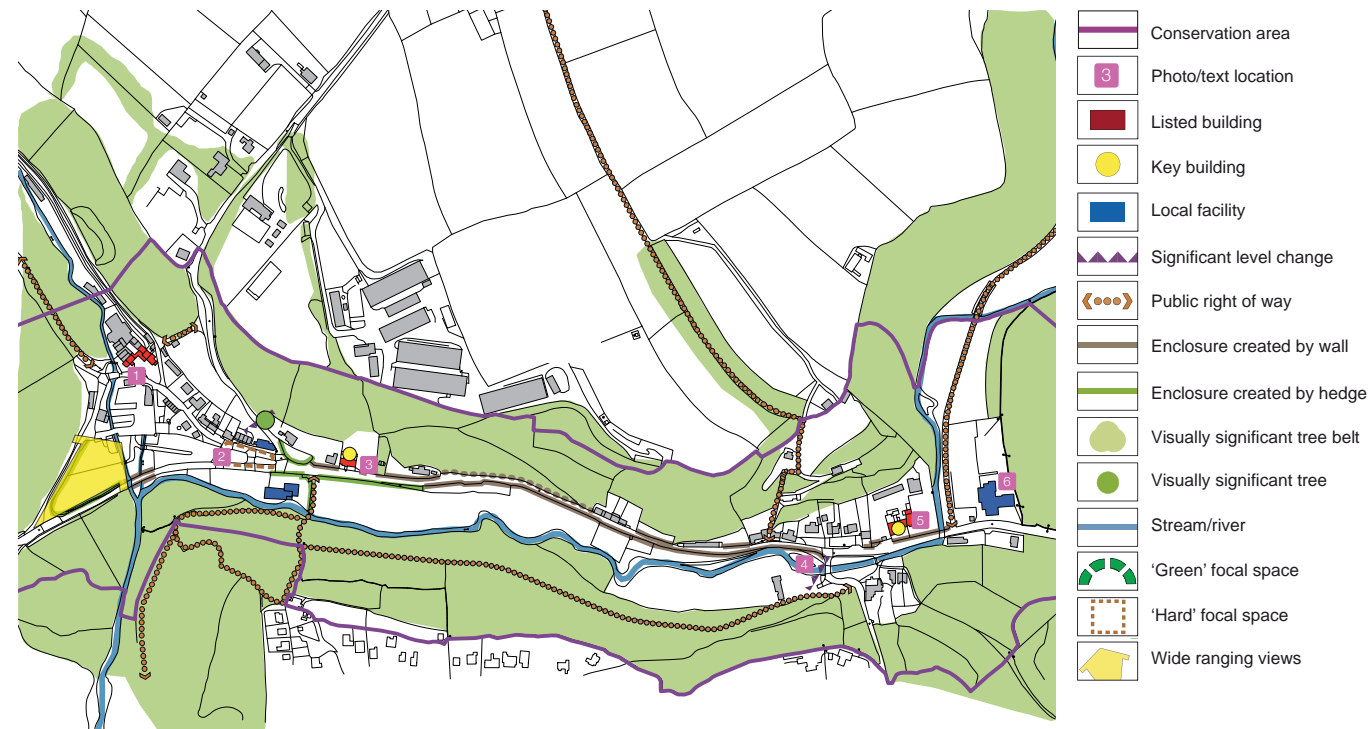 1
2
3
4
5
6
Conservation area
3
Photo/text location
Listed building
Key building
Local facility
Significant level change
Public right of way
Enclosure created by wall
Enclosure created by hedge
Visually significant tree belt
Visually significant tree
Stream/river
‘Green’ focal space
‘Hard’ focal space
Wide ranging views